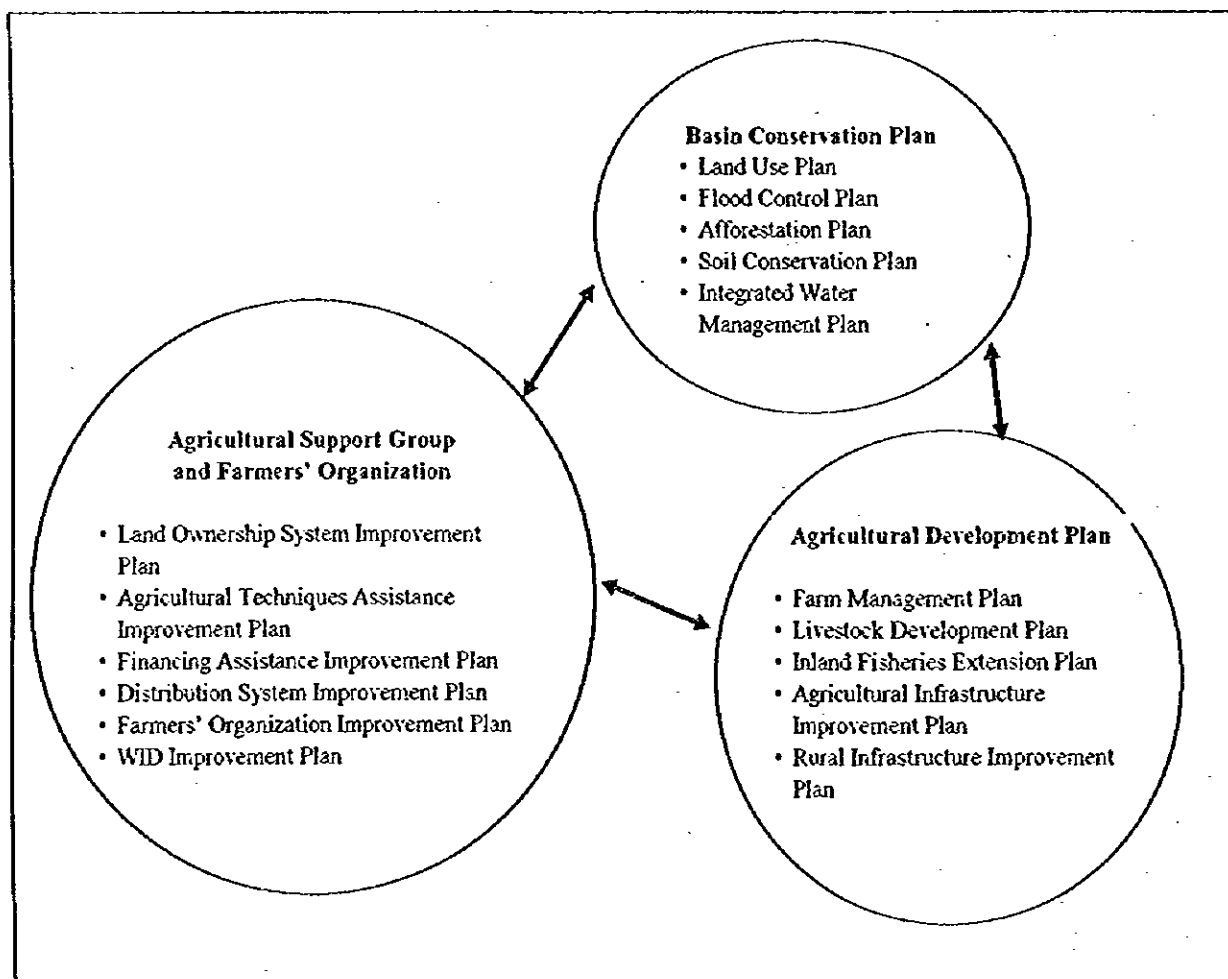 Basin Conservation Plan
• Land Use Plan
• Flood Control Plan
• Afforestation Plan
• Soil Conservation Plan
• Integrated Water
Management Plan
Agricultural Support Group
and Farmers' Organization
• Land Ownership System Improvement
Plan
• Agricultural Techniques Assistance
Improvement Plan
• Financing Assistance Improvement Plan
• Distribution System Improvement Plan
• Farmers' Organization Improvement Plan
• WID Improvement Plan
Agricultural Development Plan
• Farm Management Plan
• Livestock Development Plan
• Inland Fisheries Extension Plan
• Agricultural Infrastructure
Improvement Plan
• Rural Infrastructure Improvement
Plan